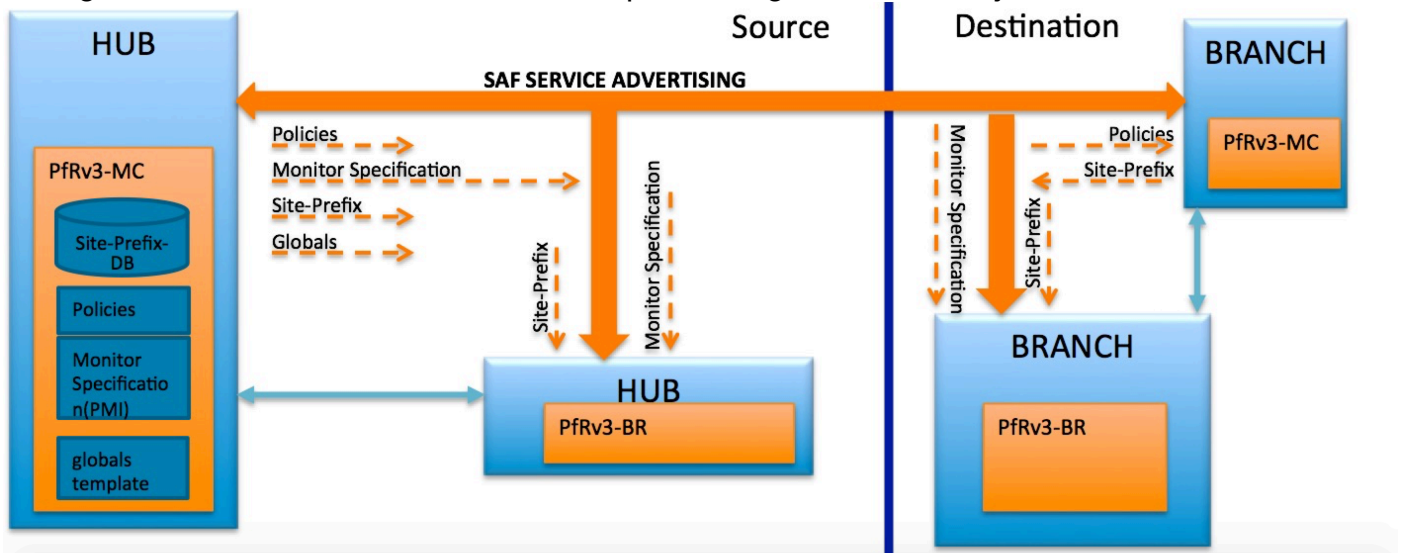 Source
Destination
HUB
BRANCH
SAF SERVICE ADVERTISING
Policies
Monitor Specification
Site-Prefix
Globals
PfRv3-MC
Site-Prefix-
DB
Policies
Monitor
Specificatio
n(PMI)
globals
template
Site-Prefix
Monitor Specification
HUB
PfRv3-BR
Monitor Specification
Policies
Site-Prefix
Site-Prefix
PfRv3-MC
BRANCH
PfRv3-BR